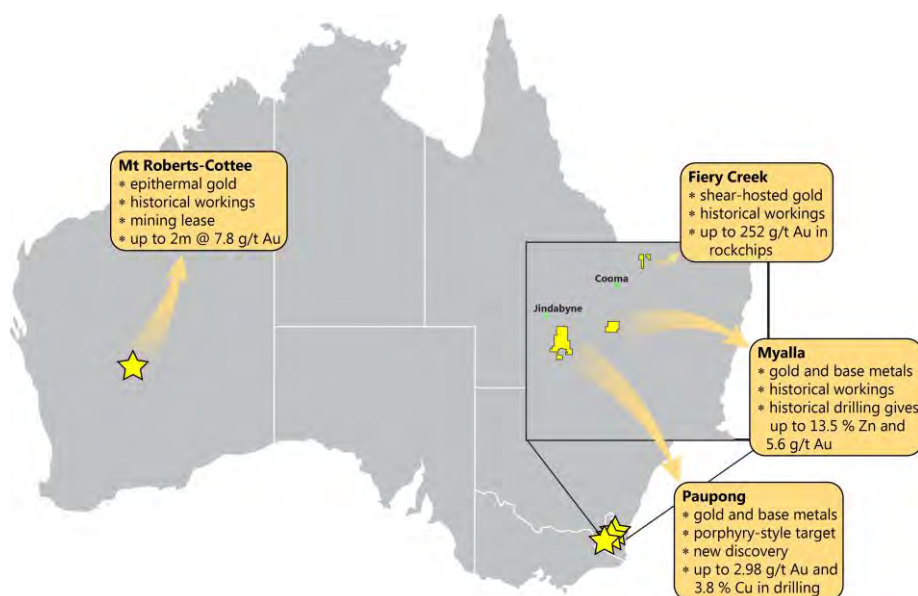 Mt Roberts-Cottee
* epithermal gold
* historical workings
* mining lease
* up to 2m @ 7.8 g/t Au
Fiery Creek
* shear-hosted gold
* historical workings
* up to 252 g/t Au in
rockchips
Cooma
Jindabyne
Myalla
* gold and base metals
* historical workings
* historical drilling gives
up to 13.5 % Zn and
5.6 g/t Au
Paupong
* gold and base metals
* porphyry-style target
* new discovery
* up to 2.98 g/t Au and
3.8 % Cu in drilling